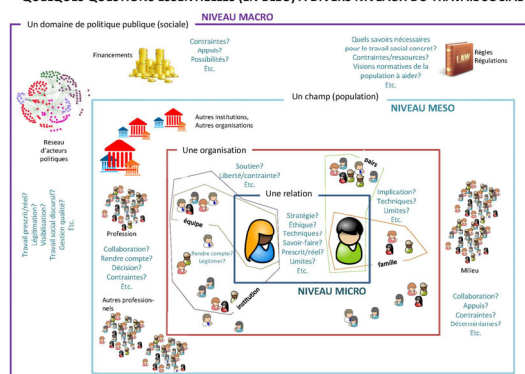 QUELQUES QUESTIONS ESSENTIELLES (EN BLEU) À DIVERS NIVEAUX DU TRAVAIL SOCIAL
NIVEAU MACRO
Un domaine de politique publique (sociale)
Financements
Contraintes?
Appuis?
Possibilités?
Etc.
Quels savoirs nécessaires
pour le travail social concret?
Contraintes/ressources?
Visions normatives de la
population à aider?
Etc.
LAW
Règles
Régulations
Un champ (population)
NIVEAU MESO
Autres institutions,
Autres organisations
Réseau
d'acteurs
politiques
Une organisation
Soutien?
Liberté/contrainte?
Etc.
pairs
Une relation
Implication?
Techniques?
Limites?
Etc.
Travail prescrit/réel?
Légitimation?
Visibilisation?
Travail social discursif?
Gestion qualité?
Etc.
Profession
équipe
Stratégie?
Éthique?
Techniques?
Savoir-faire?
Prescrit/réel?
Limites?
Etc.
Rendre compte?
Légitimer?
famille
Milieu
Collaboration?
Rendre compte?
Décision?
Contraintes?
Etc.
NIVEAU MICRO
institution
Autres profession-
nels
Collaboration?
Appuis?
Contraintes?
Déterminismes?
Etc.